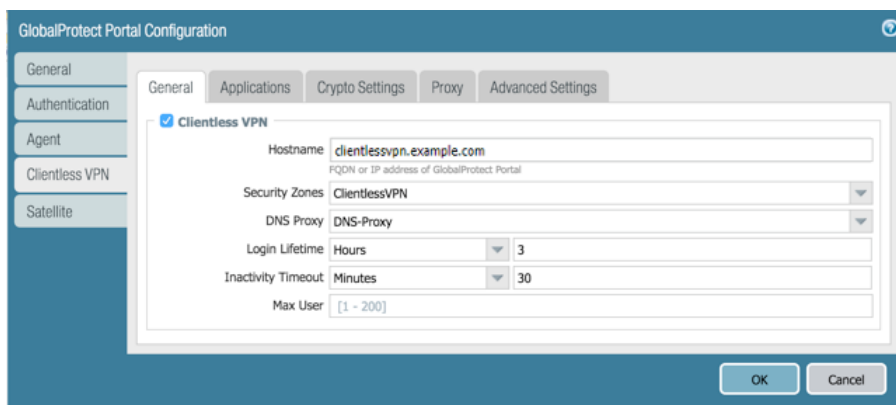 GlobalProtect Portal Configuration
General
Authentication
Agent
Clientless VPN
Satellite
General Applications Crypto Settings Proxy Advanced Settings
Clientless VPN
Hostname clientlessvpn.example.com
FQDN or IP address of GlobalProtect Portal
Security Zones ClientlessVPN
DNS Proxy DNS-Proxy
Login Lifetime Hours 3
Inactivity Timeout Minutes 30
Max User [1 - 200]
OK Cancel